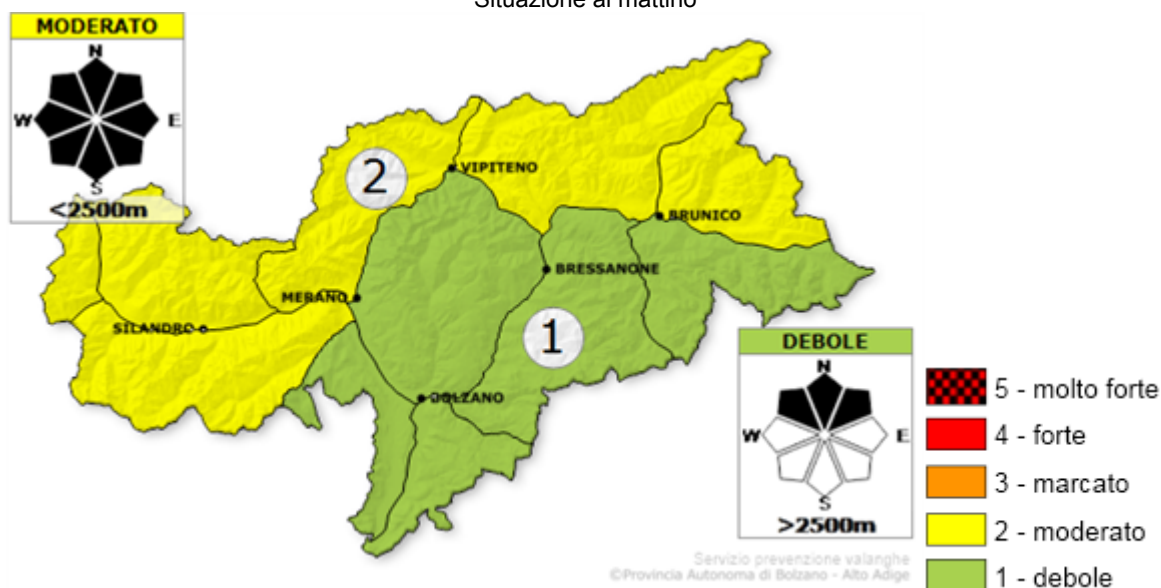 Situazione al mattino
MODERATO
N
W
E
S
<2500m
2
VIPITENO
BRUNICO
BRESSANONE
MERANO
SILANDRO
1
BOLZANO
DEBOLE
N
W
E
S
>2500m
5 - molto forte
4 - forte
3 - marcato
2 - moderato
1 - debole
Servizio prevenzione valanghe
©Provincia Autonoma di Bolzano - Alto Adige